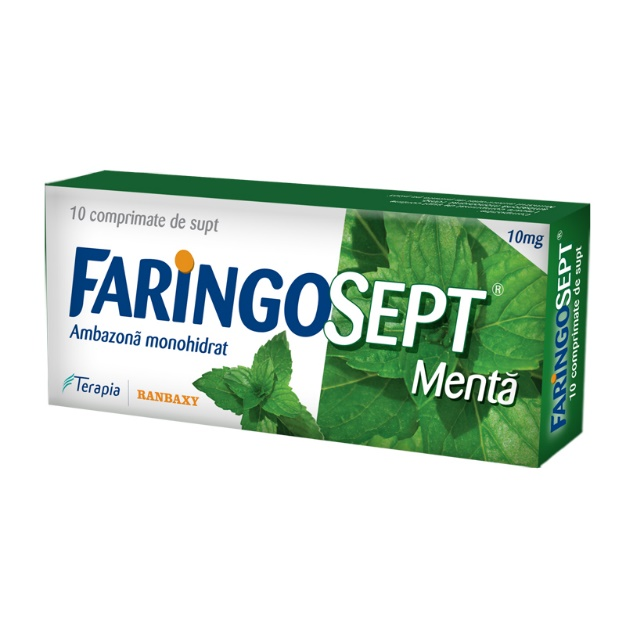 10 comprimate de supt
10mg
FARINGOSEPT®
Ambazonă monohidrat
Mentă
Terapia | RANBAXY
FARINGOSEPT®
10 comprimate de supt